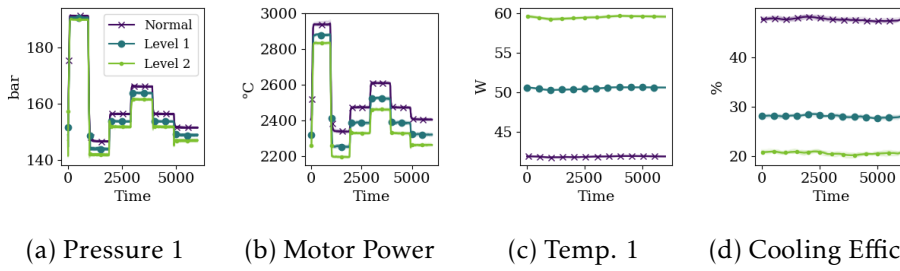 bar
180
160
140
Normal
Level 1
Level 2
0
5000
Time
°C
3000
2800
2600
2400
2200
0
5000
Time
W
60
55
50
45
0
2500
5000
Time
%
40
30
20
0
2500
5000
Time
(a) Pressure 1
(b) Motor Power
(c) Temp. 1
(d) Cooling Effic